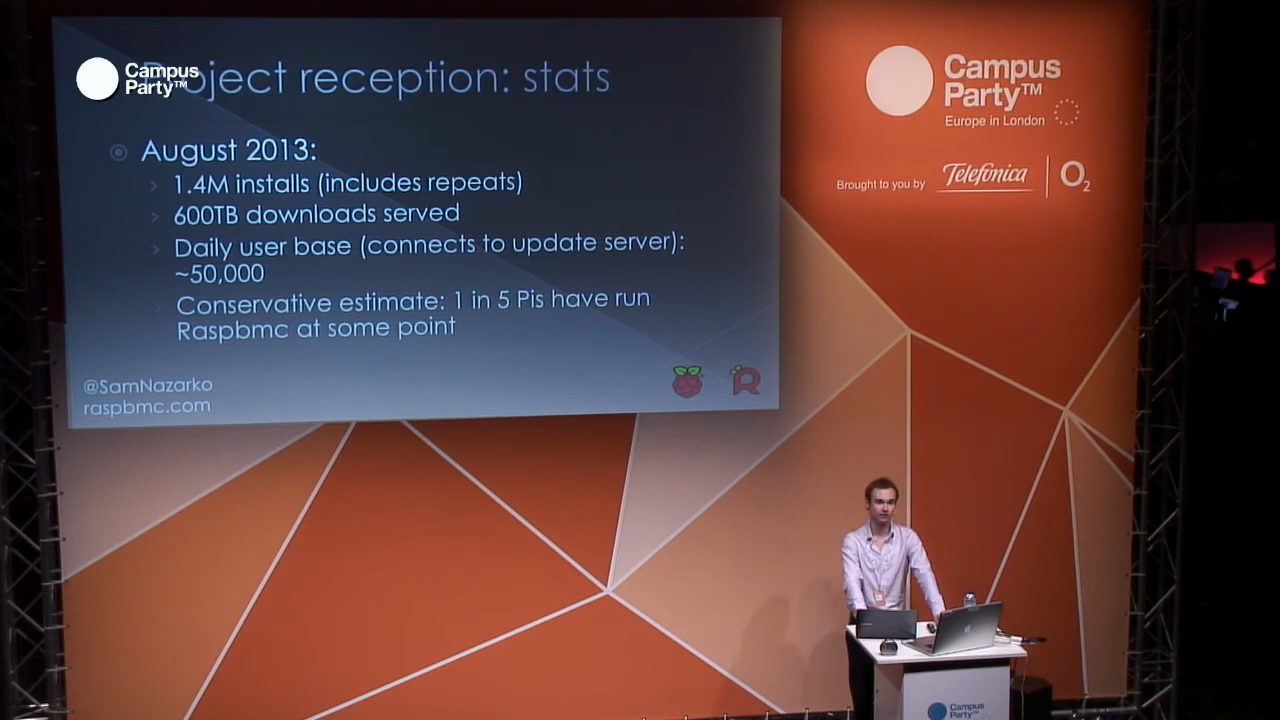 Campus
Party™
Project reception: stats
August 2013:
1.4M installs (includes repeats)
600TB downloads served
Daily user base (connects to update server):
~50,000
Conservative estimate: 1 in 5 Pis have run
Raspbmc at some point
@SamNazarko
raspbmc.com
Campus
Party™
Europe in London
Brought to you by Telefónica O2
Campus
Party™